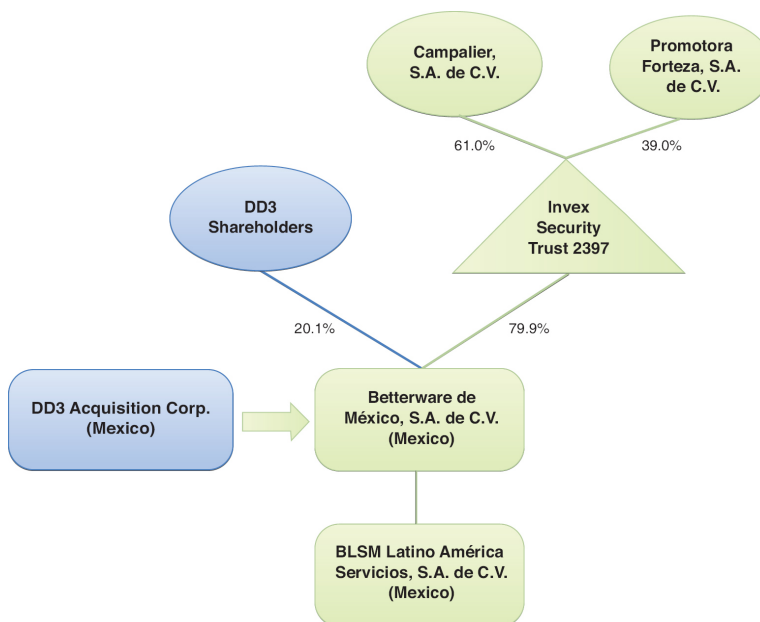 Campalier,
S.A. de C.V.
Promotora
Forteza, S.A.
de C.V.
61.0%
39.0%
DD3
Shareholders
Invex
Security
Trust 2397
20.1%
79.9%
DD3 Acquisition Corp.
(Mexico)
Betterware de
México, S.A. de C.V.
(Mexico)
BLSM Latino América
Servicios, S.A. de C.V.
(Mexico)